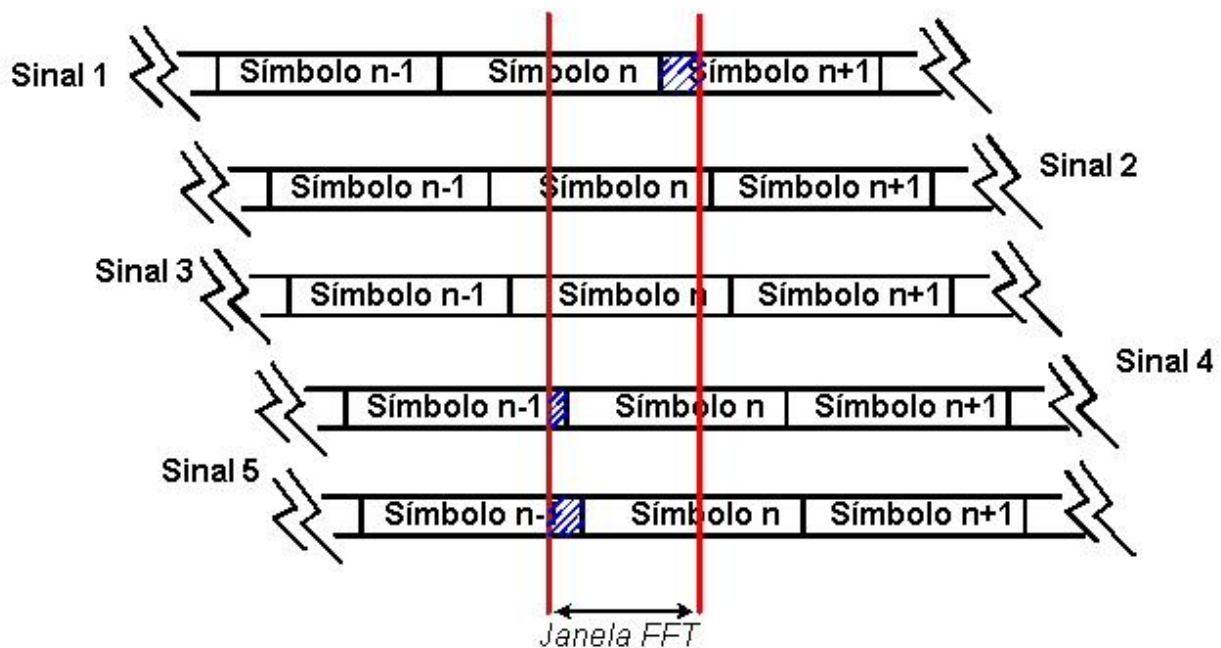 Sinal 1
Símbolo n-1 Símbolo n Símbolo n+1
Sinal 2
Símbolo n-1 Símbolo n Símbolo n+1
Sinal 3
Símbolo n-1 Símbolo n Símbolo n+1
Sinal 4
Símbolo n-1 Símbolo n Símbolo n+1
Sinal 5
Símbolo n- Símbolo n Símbolo n+1
Janela FFT